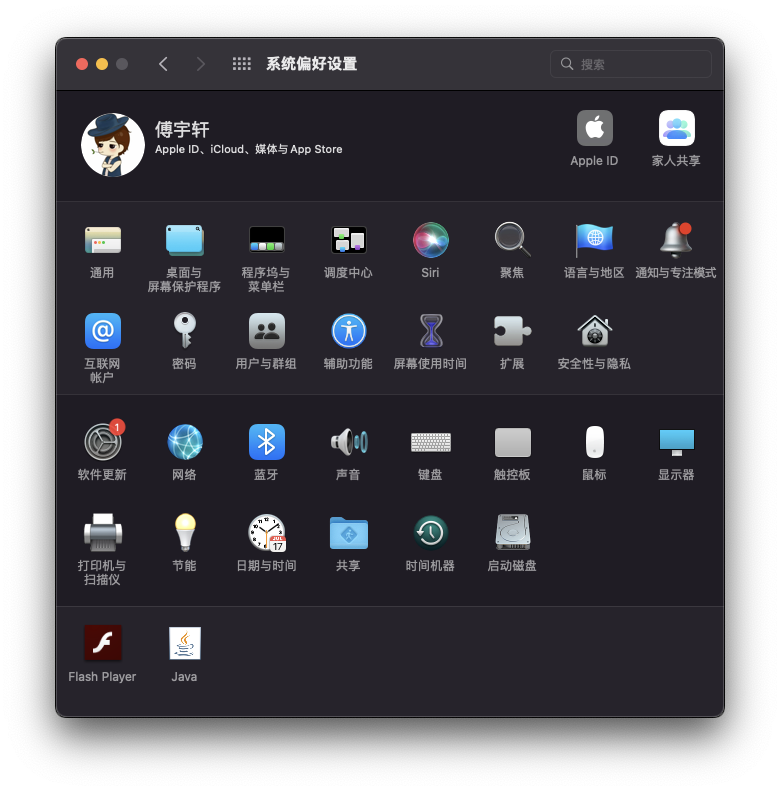 系统偏好设置
搜索
傅宇轩
Apple ID、iCloud、媒体与 App Store
Apple ID
家人共享
通用
桌面与
屏幕保护程序
程序坞与
菜单栏
调度中心
Siri
聚焦
语言与地区
通知与专注模式
互联网
帐户
密码
用户与群组
辅助功能
屏幕使用时间
扩展
安全性与隐私
1
软件更新
网络
蓝牙
声音
键盘
触控板
鼠标
显示器
打印机与
扫描仪
节能
JUL
17
日期与时间
共享
时间机器
启动磁盘
Flash Player
Java